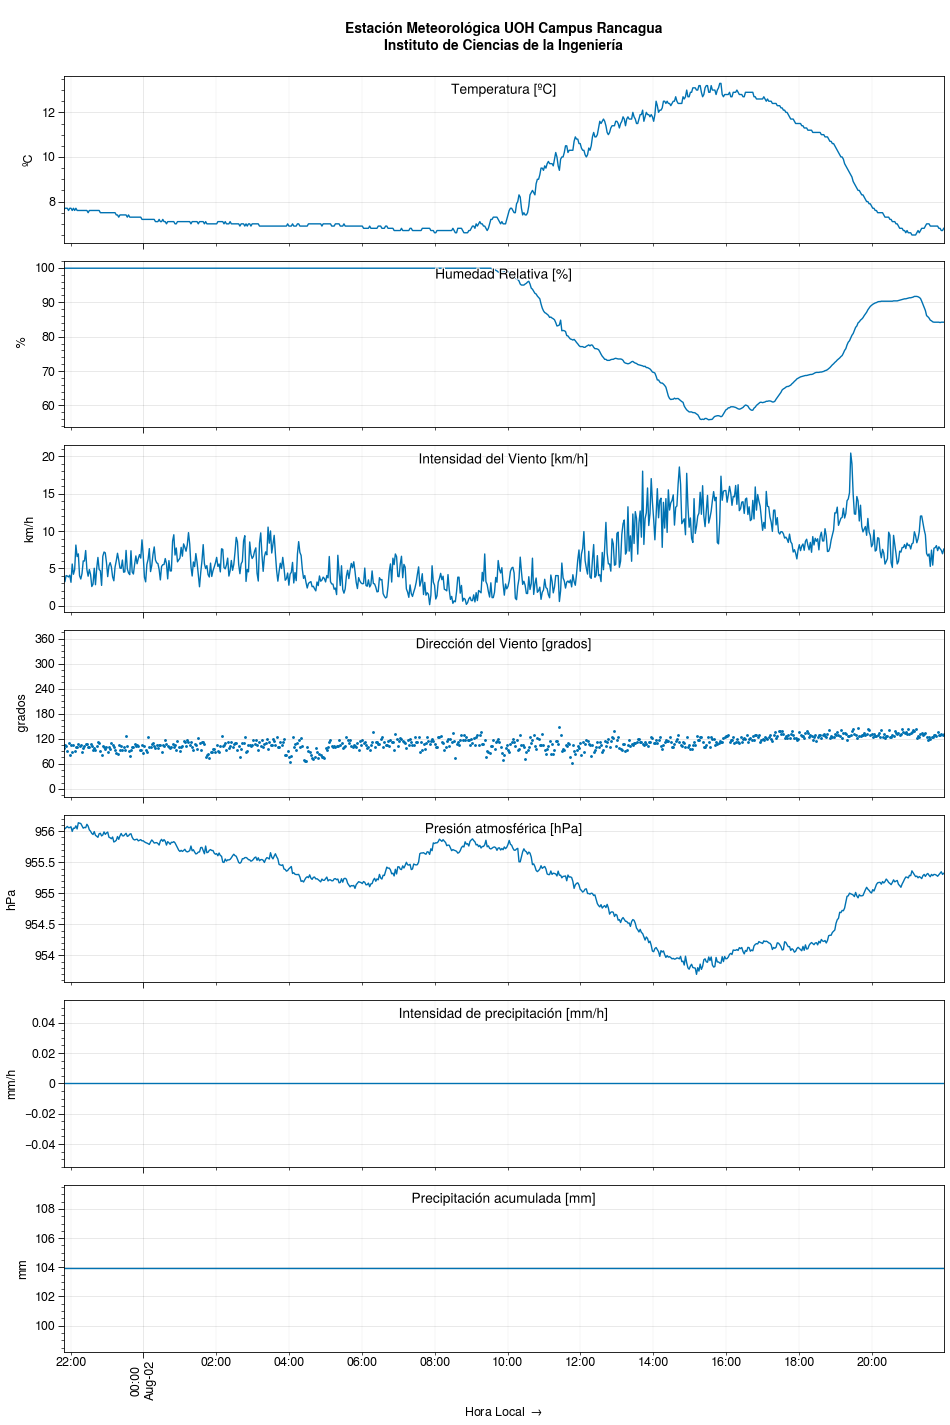 Estación Meteorológica UOH Campus Rancagua
Instituto de Ciencias de la Ingeniería
Temperatura [ºC]
ºC
12
10
8
Humedad Relativa [%]
%
100
90
80
70
60
Intensidad del Viento [km/h]
km/h
20
15
10
5
0
Dirección del Viento [grados]
grados
360
300
240
180
120
60
0
Presión atmosférica [hPa]
hPa
956
955.5
955
954.5
954
Intensidad de precipitación [mm/h]
mm/h
0.04
0.02
0
−0.02
−0.04
Precipitación acumulada [mm]
mm
108
106
104
102
100
22:00
00:00
Aug-02
02:00
04:00
06:00
08:00
10:00
12:00
14:00
16:00
18:00
20:00
Hora Local →